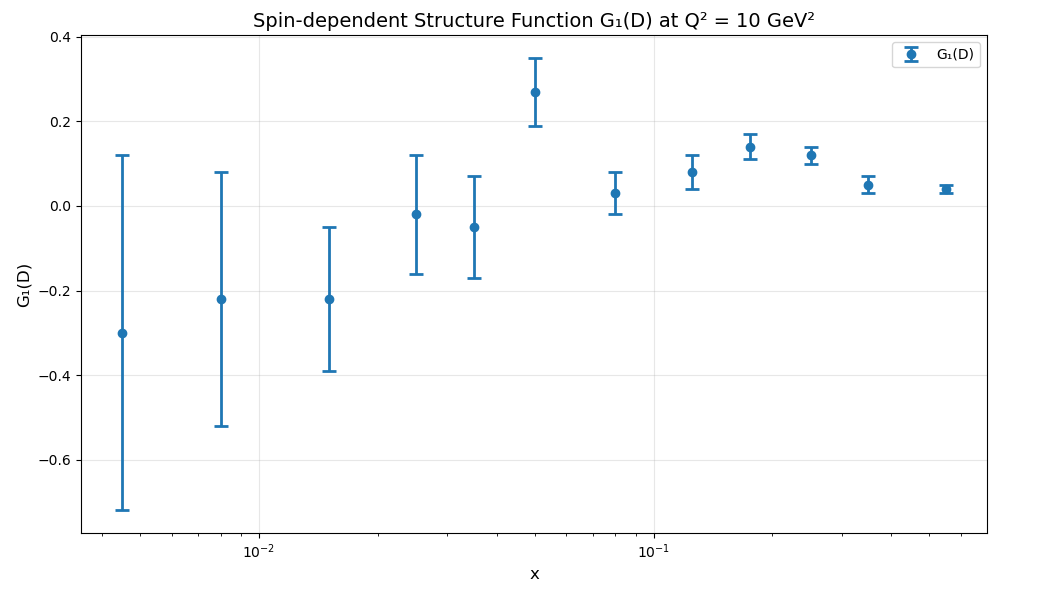 Spin-dependent Structure Function G₁(D) at Q² = 10 GeV²
G₁(D)
0.4
0.2
0.0
−0.2
−0.4
−0.6
G₁(D)
10⁻²
10⁻¹
x